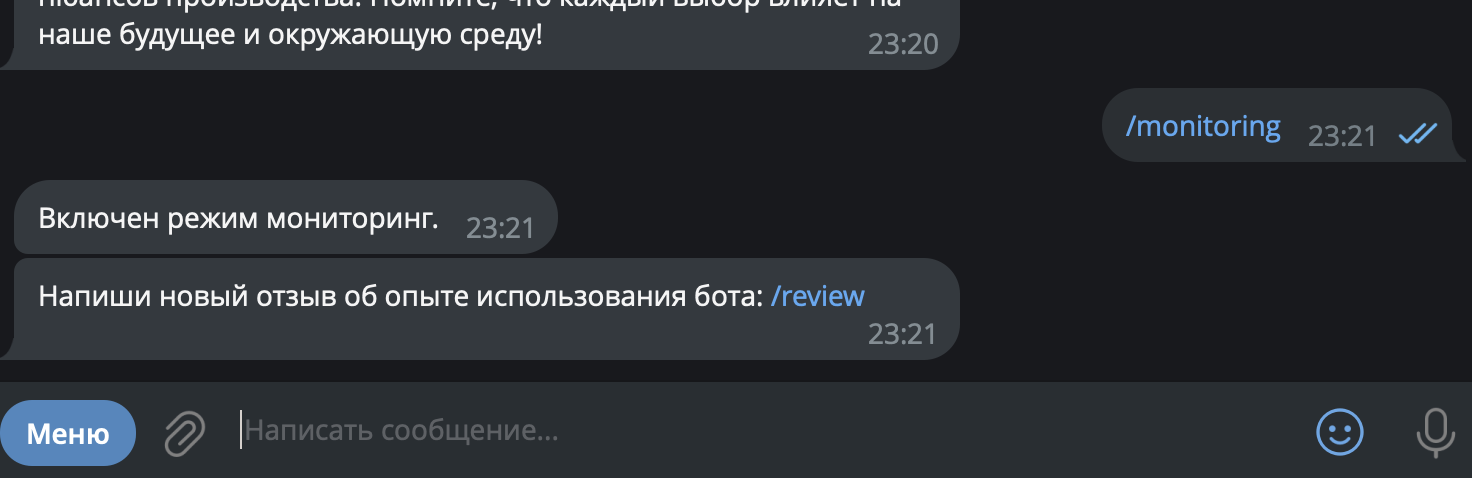 нюансов производства. Помните, что каждый выбор влияет на
наше будущее и окружающую среду!
23:20
/monitoring 23:21
Включен режим мониторинг. 23:21
Напиши новый отзыв об опыте использования бота: /review
23:21
Меню
Написать сообщение...